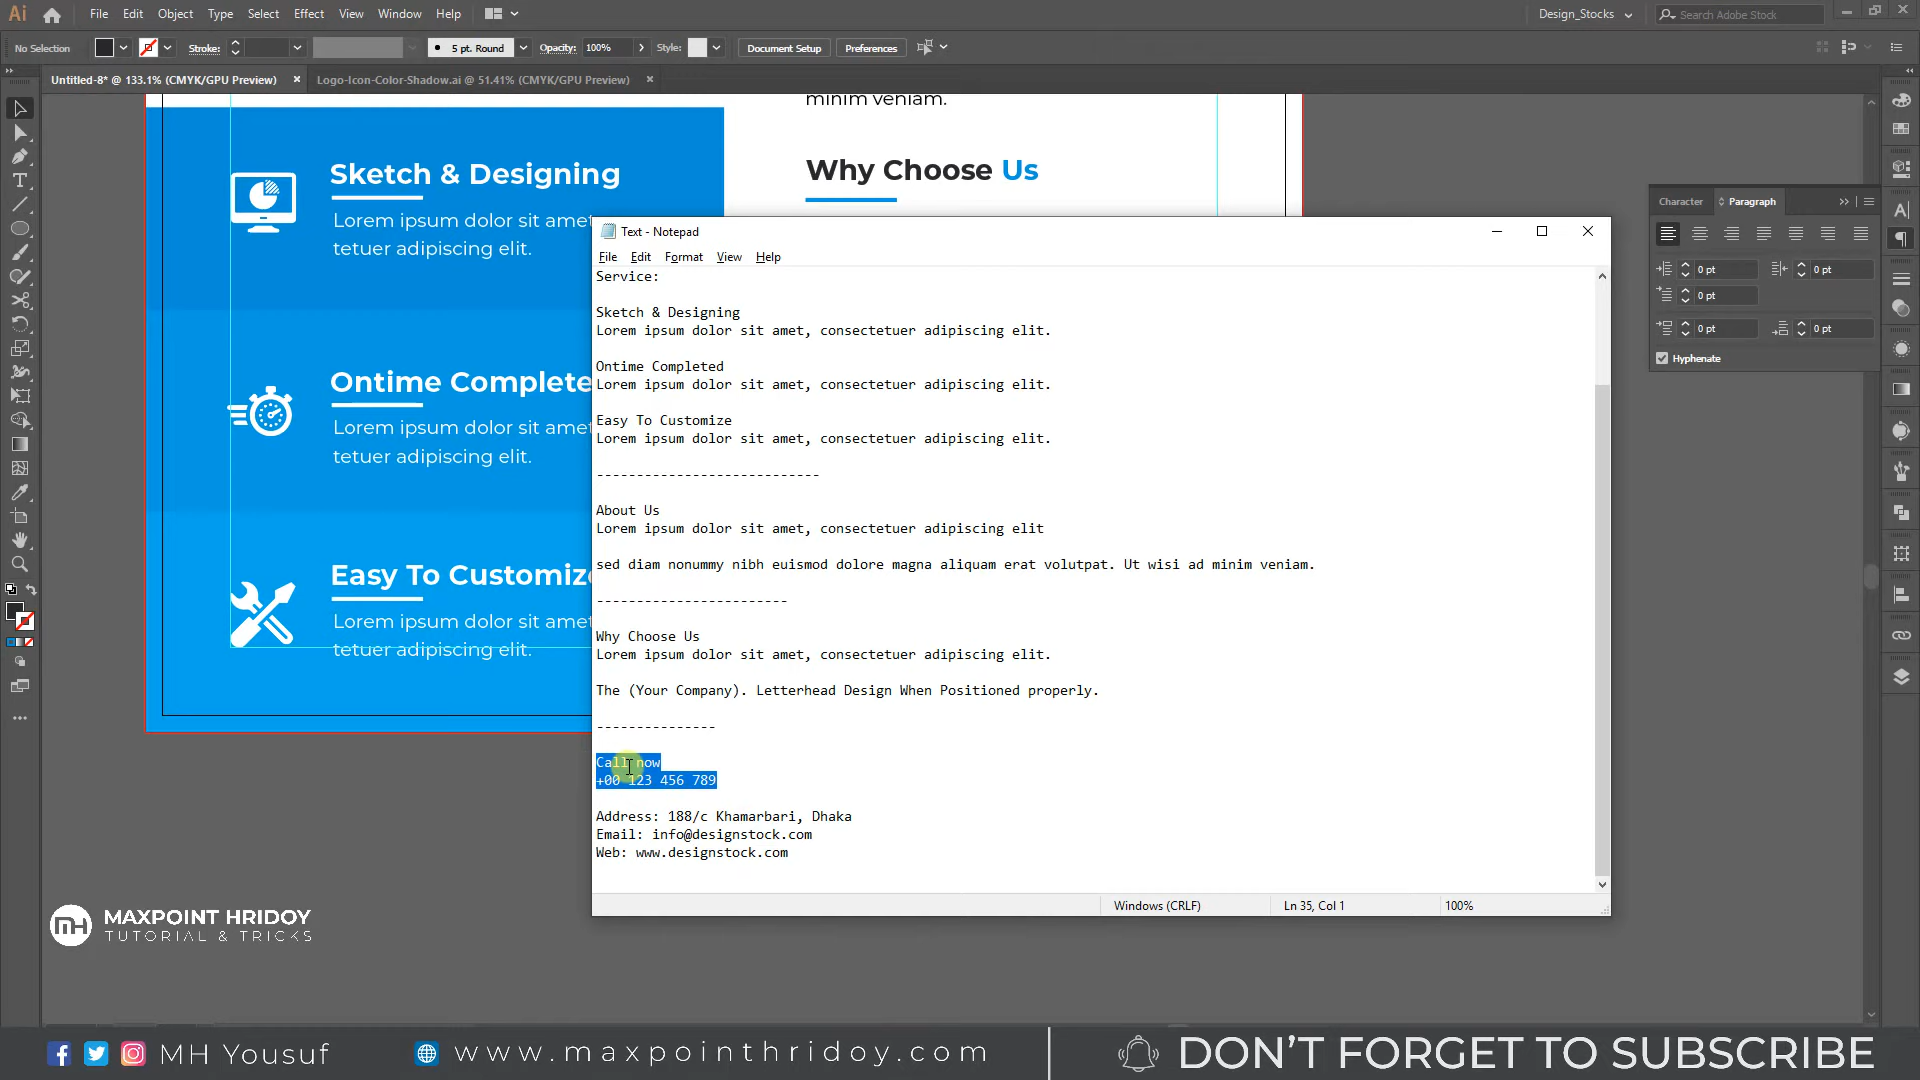 Ai File Edit Object Type Select Effect View Window Help Design_Stocks Search Adobe Stock
No Selection Stroke: 5 pt. Round Opacity: 100% Style: Document Setup Preferences
Untitled-8* @ 133.1% (CMYK/GPU Preview) Logo-Icon-Color-Shadow.ai @ 51.41% (CMYK/GPU Preview)
minim veniam.
Why Choose Us
Sketch & Designing
Lorem ipsum dolor sit amet
tetuer adipiscing elit.
Ontime Complete
Lorem ipsum dolor sit ame
tetuer adipiscing elit.
Easy To Customize
Lorem ipsum dolor sit ame
tetuer adipiscing elit.
Text - Notepad
File Edit Format View Help
Service:
Sketch & Designing
Lorem ipsum dolor sit amet, consectetuer adipiscing elit.
Ontime Completed
Lorem ipsum dolor sit amet, consectetuer adipiscing elit.
Easy To Customize
Lorem ipsum dolor sit amet, consectetuer adipiscing elit.
----------------------------
About Us
Lorem ipsum dolor sit amet, consectetuer adipiscing elit
sed diam nonummy nibh euismod dolore magna aliquam erat volutpat. Ut wisi ad minim veniam.
------------------------
Why Choose Us
Lorem ipsum dolor sit amet, consectetuer adipiscing elit.
The (Your Company). Letterhead Design When Positioned properly.
---------------
Call now
+00 123 456 789
Address: 188/c Khamarbari, Dhaka
Email: info@designstock.com
Web: www.designstock.com
Windows (CRLF) Ln 35, Col 1 100%
Character Paragraph
0 pt 0 pt
0 pt
0 pt 0 pt
Hyphenate
MH MAXPOINT HRIDOY
TUTORIAL & TRICKS
MH Yousuf www.maxpointhridoy.com DON'T FORGET TO SUBSCRIBE